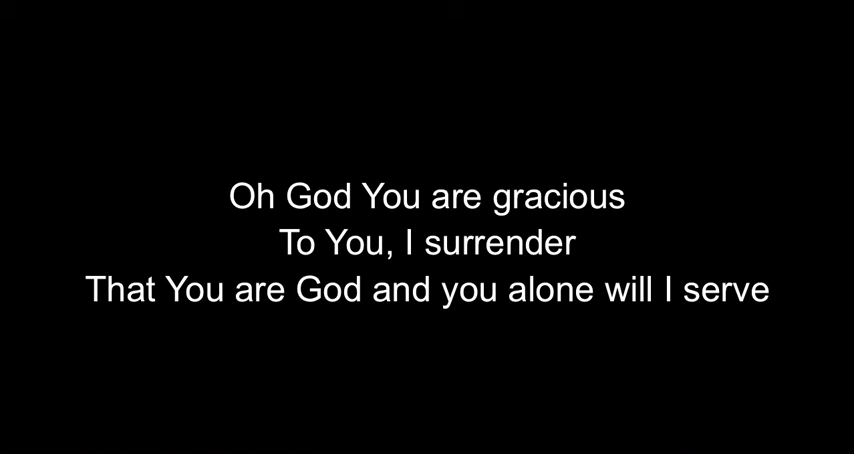 Oh God You are gracious
To You, I surrender
That You are God and you alone will I serve